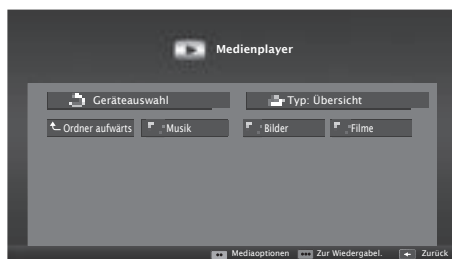 Medienplayer
Geräteauswahl Typ: Übersicht
Ordner aufwärts Musik Bilder Filme
Mediaoptionen Zur Wiedergabel. Zurück